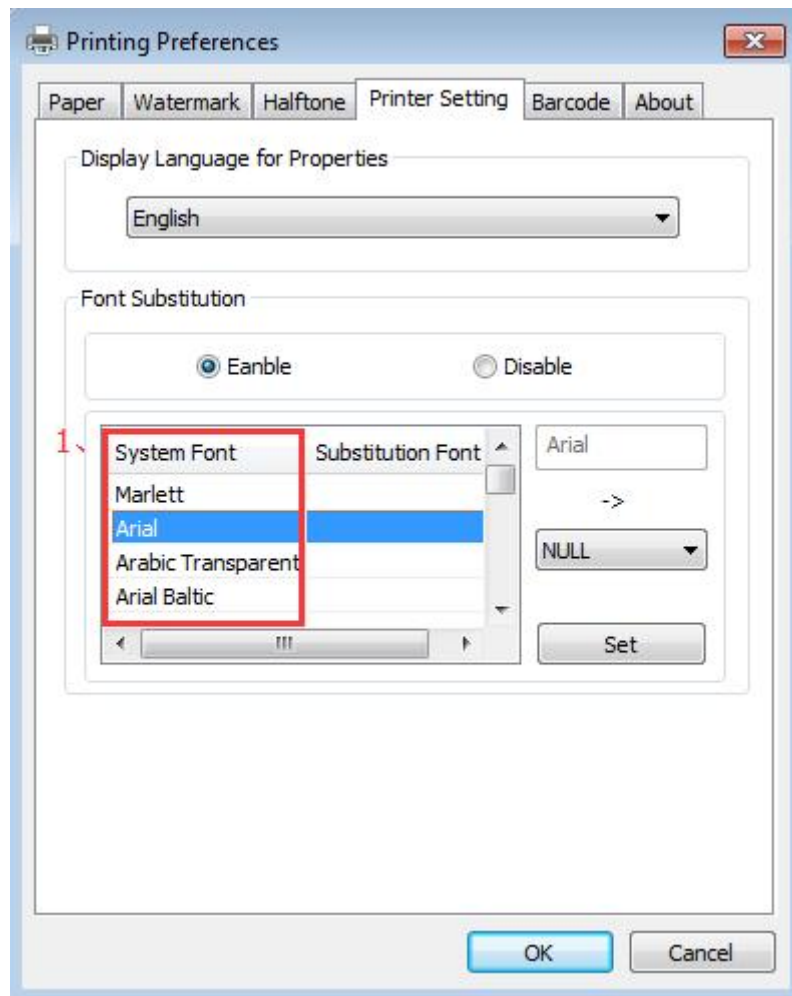 Printing Preferences
Paper Watermark Halftone Printer Setting Barcode About
Display Language for Properties
English
Font Substitution
Eanble Disable
1、
System Font Substitution Font
Marlett
Arial
Arabic Transparent
Arial Baltic
Arial
->
NULL
Set
OK Cancel